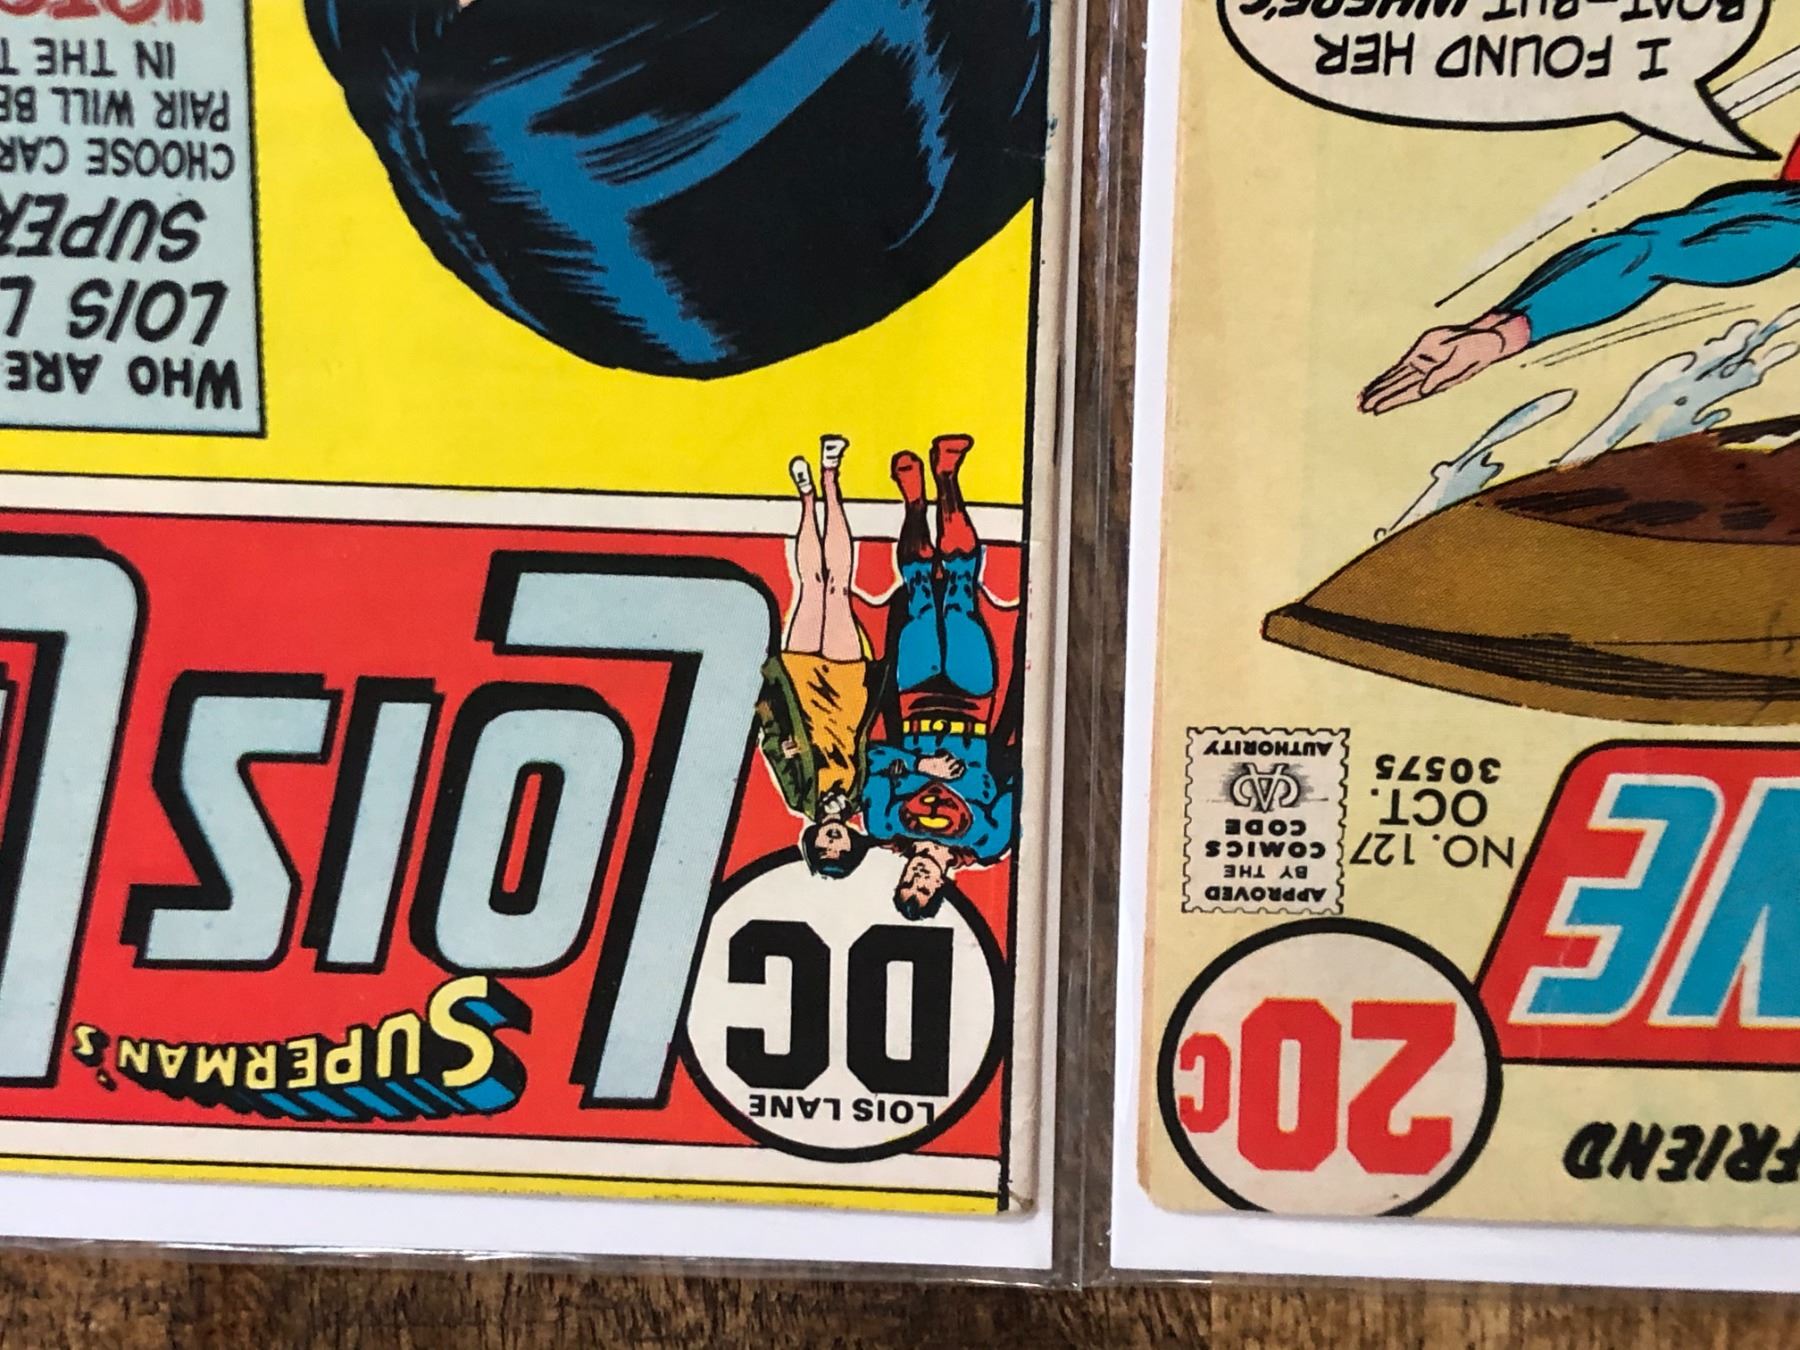 LOIS LANE
DC
SUPERMAN'S
LOIS L
WHO ARE
LOIS L
SUPER
CHOOSE CAR
PAIR WILL BE
IN THE T
FRIEND
20¢
NE
APPROVED
BY THE
COMICS
CODE
CA
AUTHORITY
NO. 127
OCT.
30575
I FOUND HER
BOAT—BUT WHERE'S